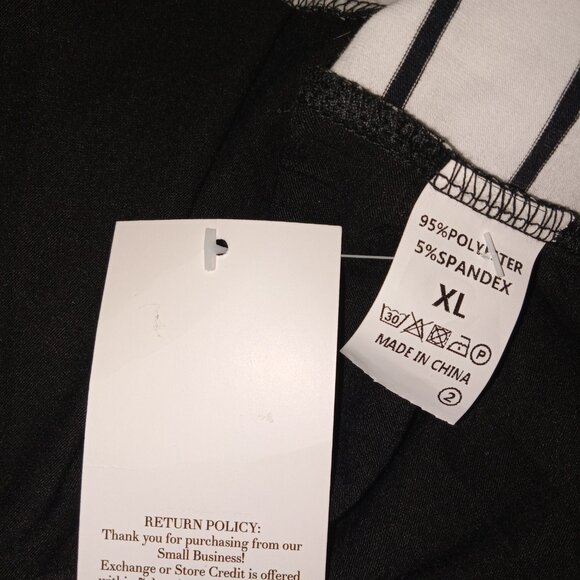 95%POLYESTER
5%SPANDEX
XL
30
P
MADE IN CHINA
2
RETURN POLICY:
Thank you for purchasing from our
Small Business!
Exchange or Store Credit is offered